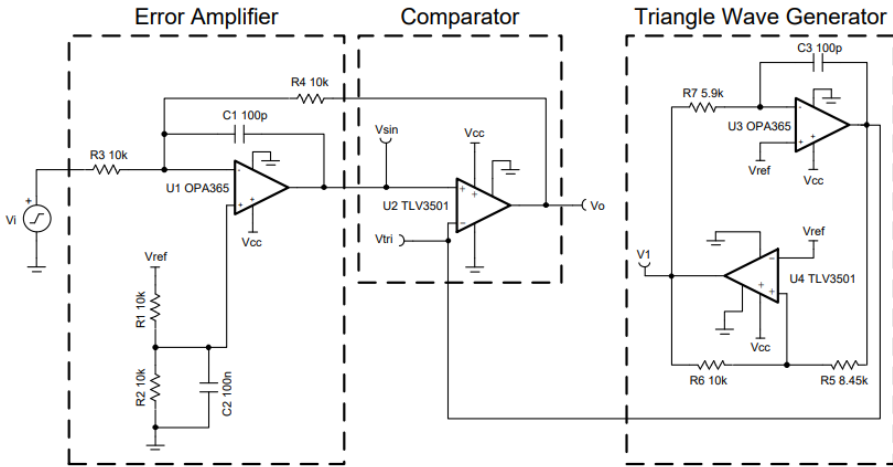 Error Amplifier
Comparator
Triangle Wave Generator
R4 10k
C1 100p
R3 10k
-
+
U1 OPA365
Vcc
+
Vi
Vref
R1 10k
R2 10k
C2 100n
Vsin
Vcc
+
+
-
U2 TLV3501
Vtri
Vo
C3 100p
R7 5.9k
-
+
+
U3 OPA365
Vref
Vcc
Vref
V1
-
+
+
U4 TLV3501
Vcc
R6 10k
R5 8.45k